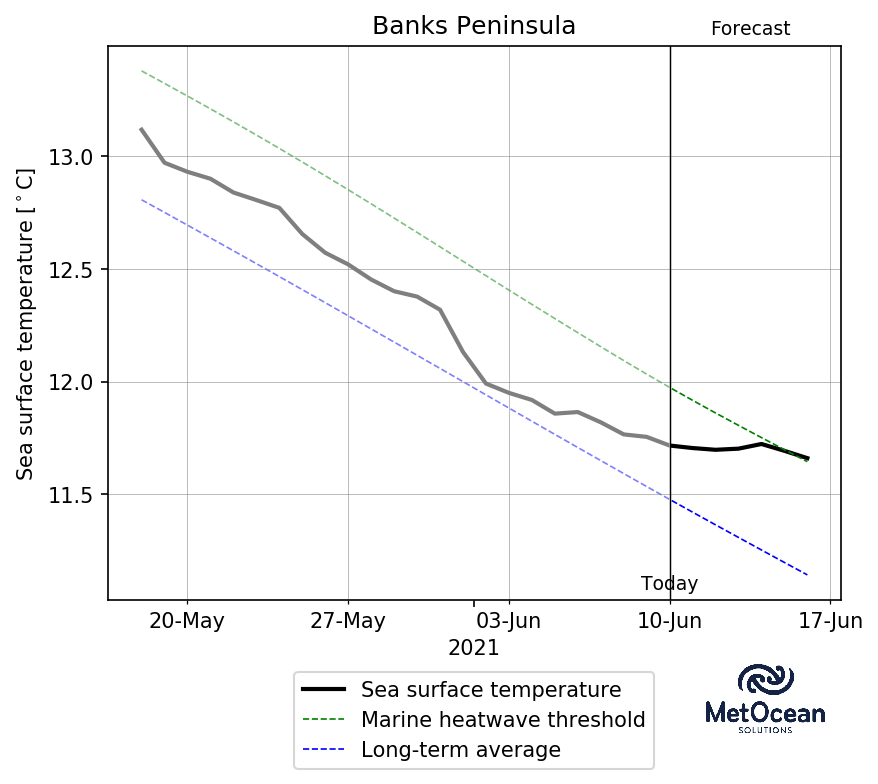 Banks Peninsula
Forecast
Sea surface temperature [°C]
13.0
12.5
12.0
11.5
Today
20-May
27-May
03-Jun
10-Jun
17-Jun
2021
Sea surface temperature
Marine heatwave threshold
Long-term average
MetOcean
SOLUTIONS